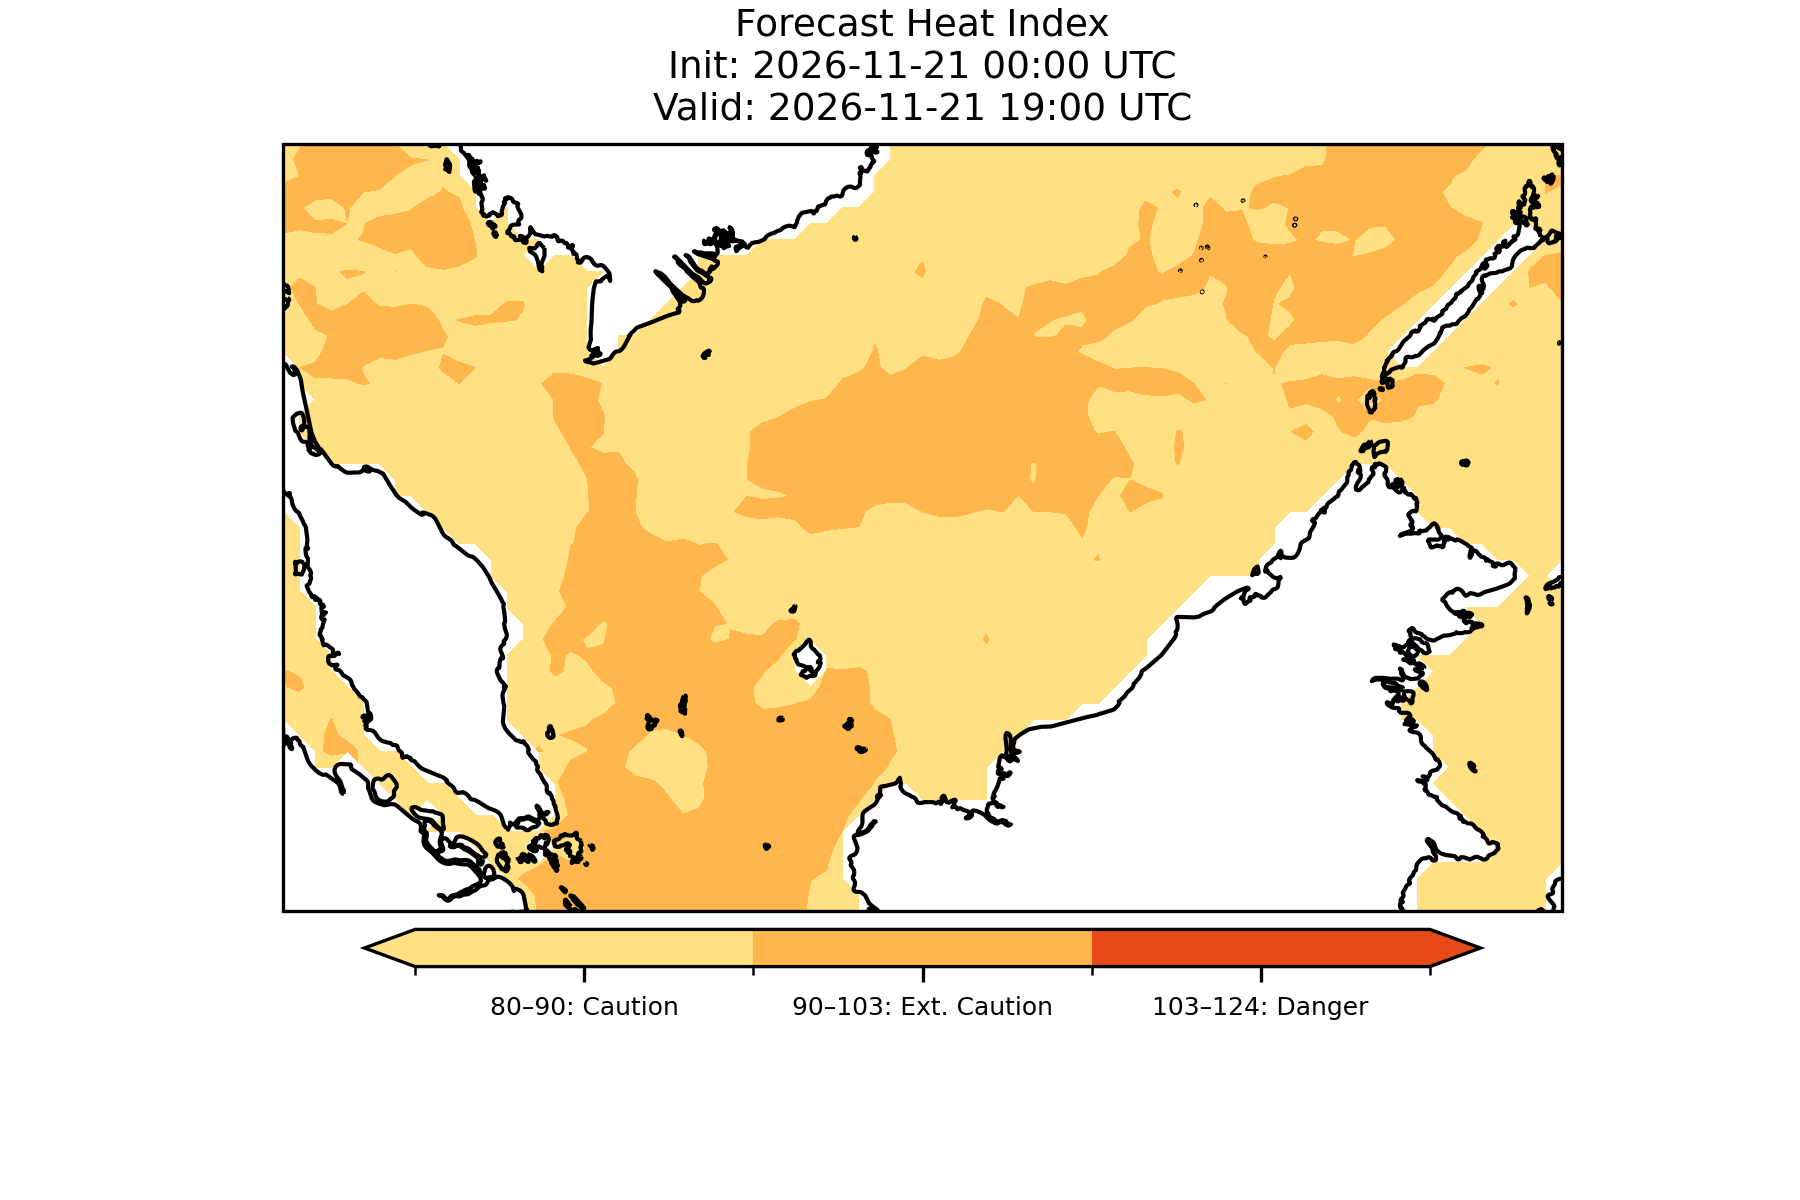 Forecast Heat Index
Init: 2026-11-21 00:00 UTC
Valid: 2026-11-21 19:00 UTC
80–90: Caution
90–103: Ext. Caution
103–124: Danger